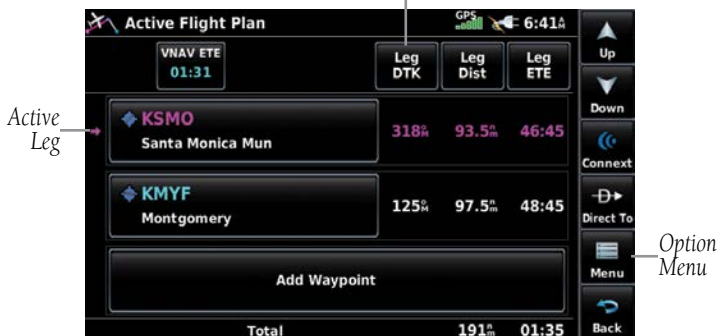 Active Flight Plan
GPS
6:41
Up
VNAV ETE
01:31
Leg
DTK
Leg
Dist
Leg
ETE
Down
Active
Leg
KSMO
Santa Monica Mun
318°M
93.5nm
46:45
Connext
KMYF
Montgomery
125°M
97.5nm
48:45
Direct To
Option
Menu
Menu
Add Waypoint
Total
191nm
01:35
Back